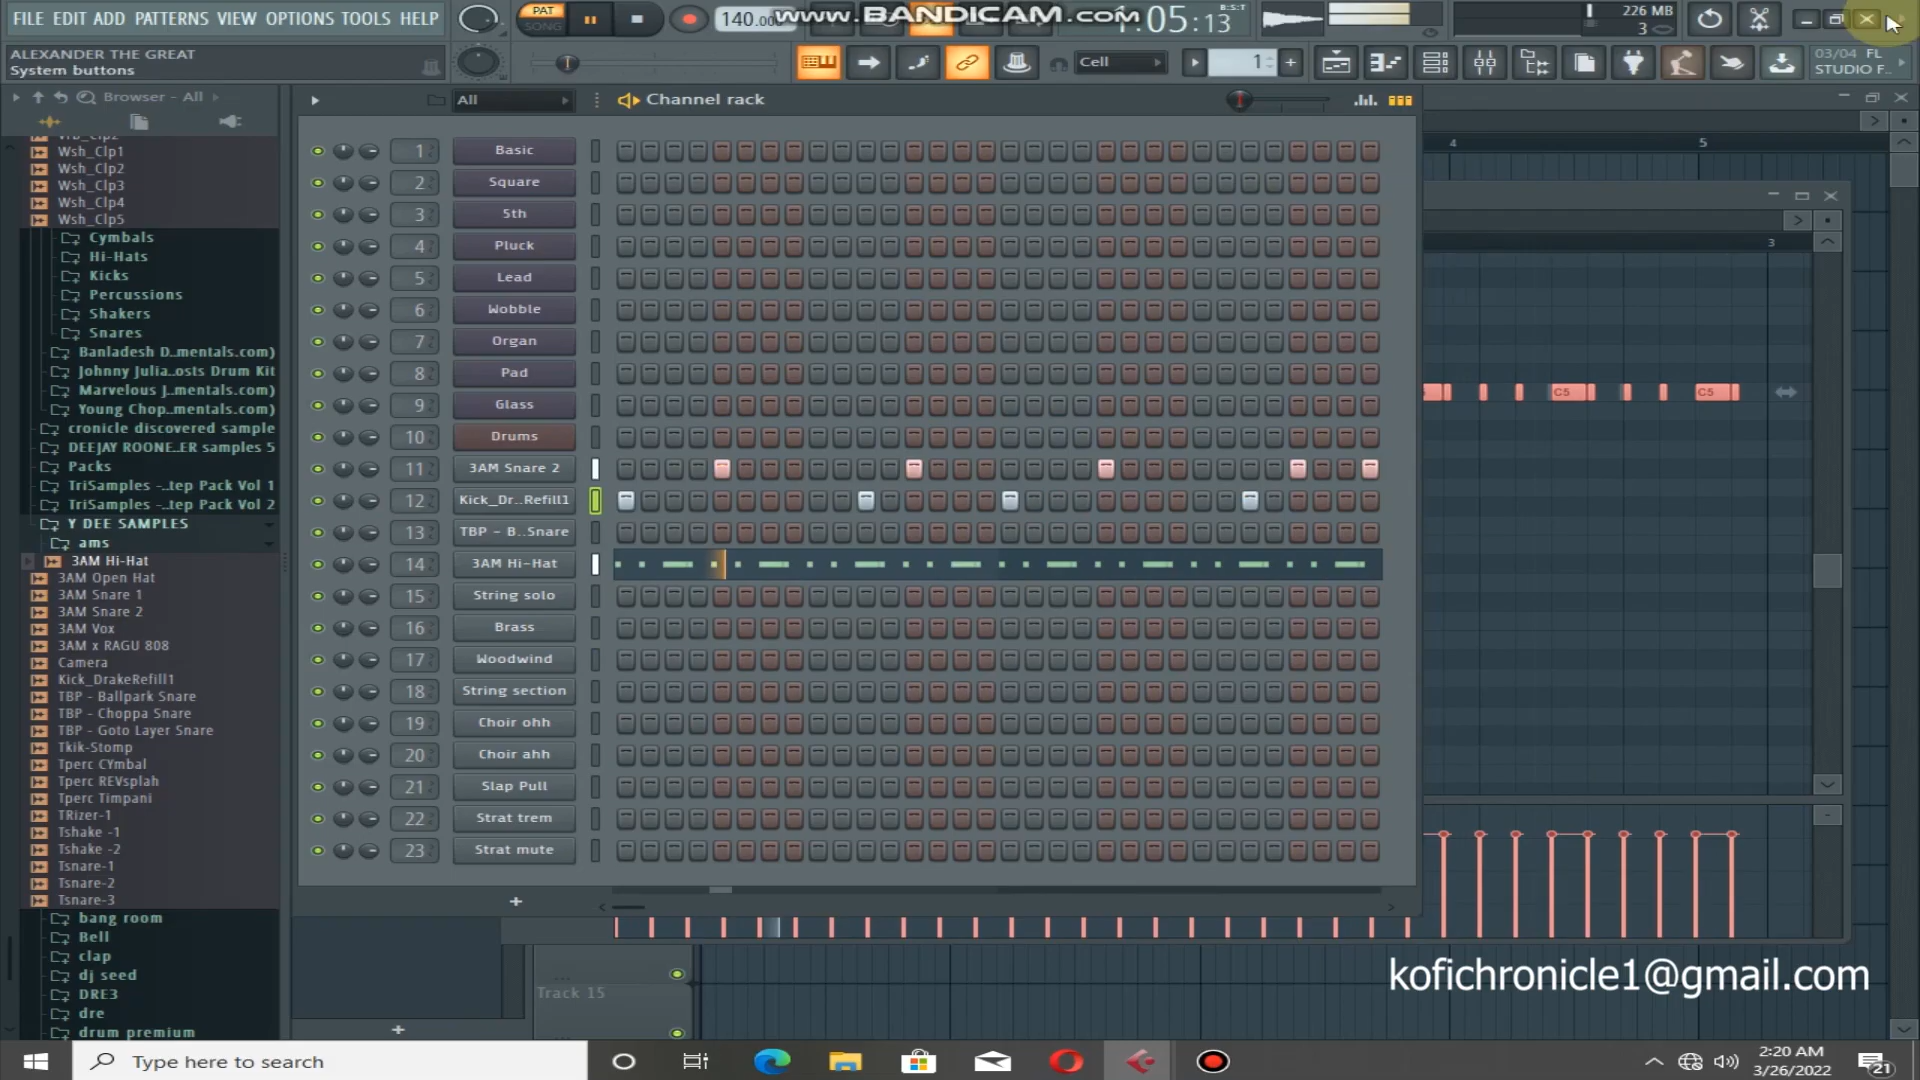 FILE EDIT ADD PATTERNS VIEW OPTIONS TOOLS HELP
PAT
SONG
140.000
www.BANDICAM.com
1:05:13
B:S:T
226 MB
3
ALEXANDER THE GREAT
System buttons
Cell
1
03/04 FL
STUDIO F..
Browser - All
All
Channel rack
Wsh_Clp1
Wsh_Clp2
Wsh_Clp3
Wsh_Clp4
Wsh_Clp5
Cymbals
Hi-Hats
Kicks
Percussions
Shakers
Snares
Banladesh D..mentals.com)
Johnny Julia..osts Drum Kit
Marvelous J..mentals.com)
Young Chop..mentals.com)
cronicle discovered sample
DEEJAY ROONE..ER samples 5
Packs
TriSamples -..tep Pack Vol 1
TriSamples -..tep Pack Vol 2
Y DEE SAMPLES
ams
3AM Hi-Hat
3AM Open Hat
3AM Snare 1
3AM Snare 2
3AM Vox
3AM x RAGU 808
Camera
Kick_DrakeRefill1
TBP - Ballpark Snare
TBP - Choppa Snare
TBP - Goto Layer Snare
Tkik-Stomp
Tperc CYmbal
Tperc REVsplah
Tperc Timpani
TRizer-1
Tshake -1
Tshake -2
Tsnare-1
Tsnare-2
Tsnare-3
bang room
Bell
clap
dj seed
DRE3
dre
drum premium
1 Basic
2 Square
3 5th
4 Pluck
5 Lead
6 Wobble
7 Organ
8 Pad
9 Glass
10 Drums
11 3AM Snare 2
12 Kick_Dr..Refill1
13 TBP - B..Snare
14 3AM Hi-Hat
15 String solo
16 Brass
17 Woodwind
18 String section
19 Choir ohh
20 Choir ahh
21 Slap Pull
22 Strat trem
23 Strat mute
4
5
3
C5
C5
Track 15
kofichronicle1@gmail.com
Type here to search
2:20 AM
3/26/2022
21